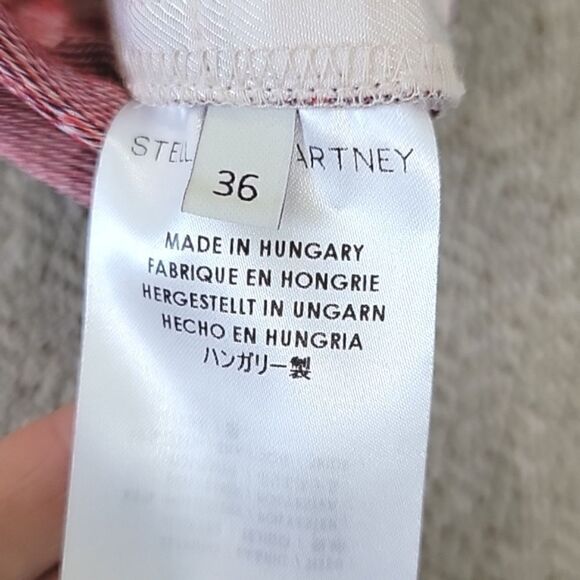 STELL ARTNEY
36
MADE IN HUNGARY
FABRIQUE EN HONGRIE
HERGESTELLT IN UNGARN
HECHO EN HUNGRIA
ハンガリー製